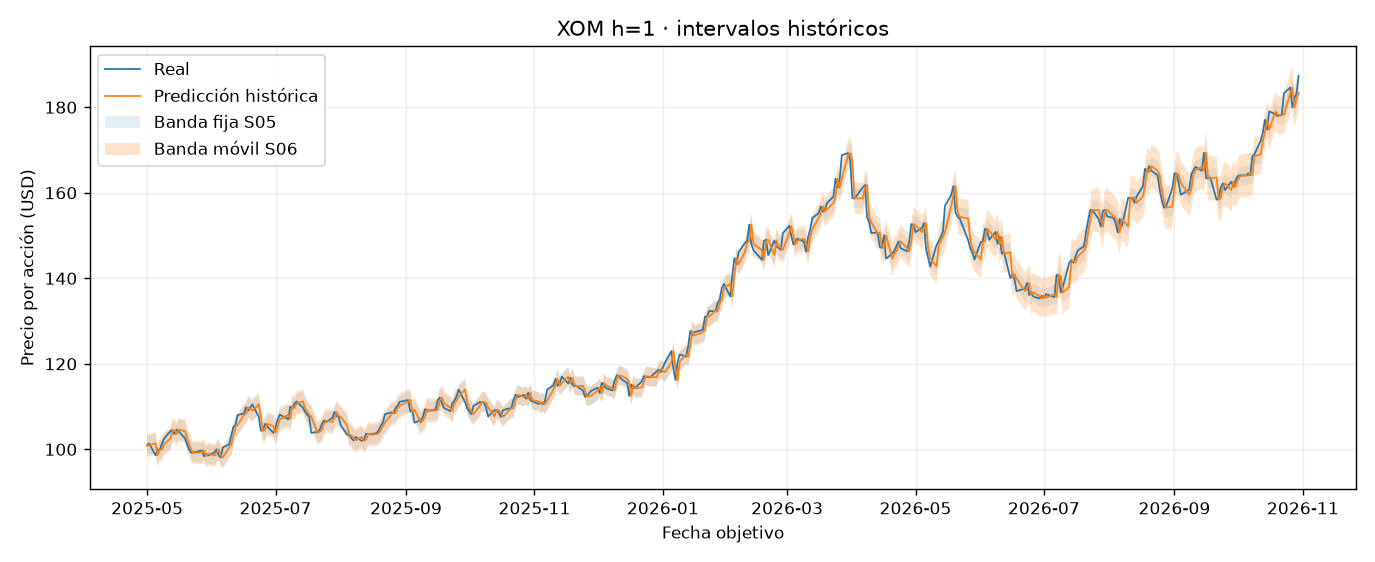 XOM h=1 · intervalos históricos
Real
Predicción histórica
Banda fija S05
Banda móvil S06
Precio por acción (USD)
180
160
140
120
100
2025-05
2025-07
2025-09
2025-11
2026-01
2026-03
2026-05
2026-07
2026-09
2026-11
Fecha objetivo